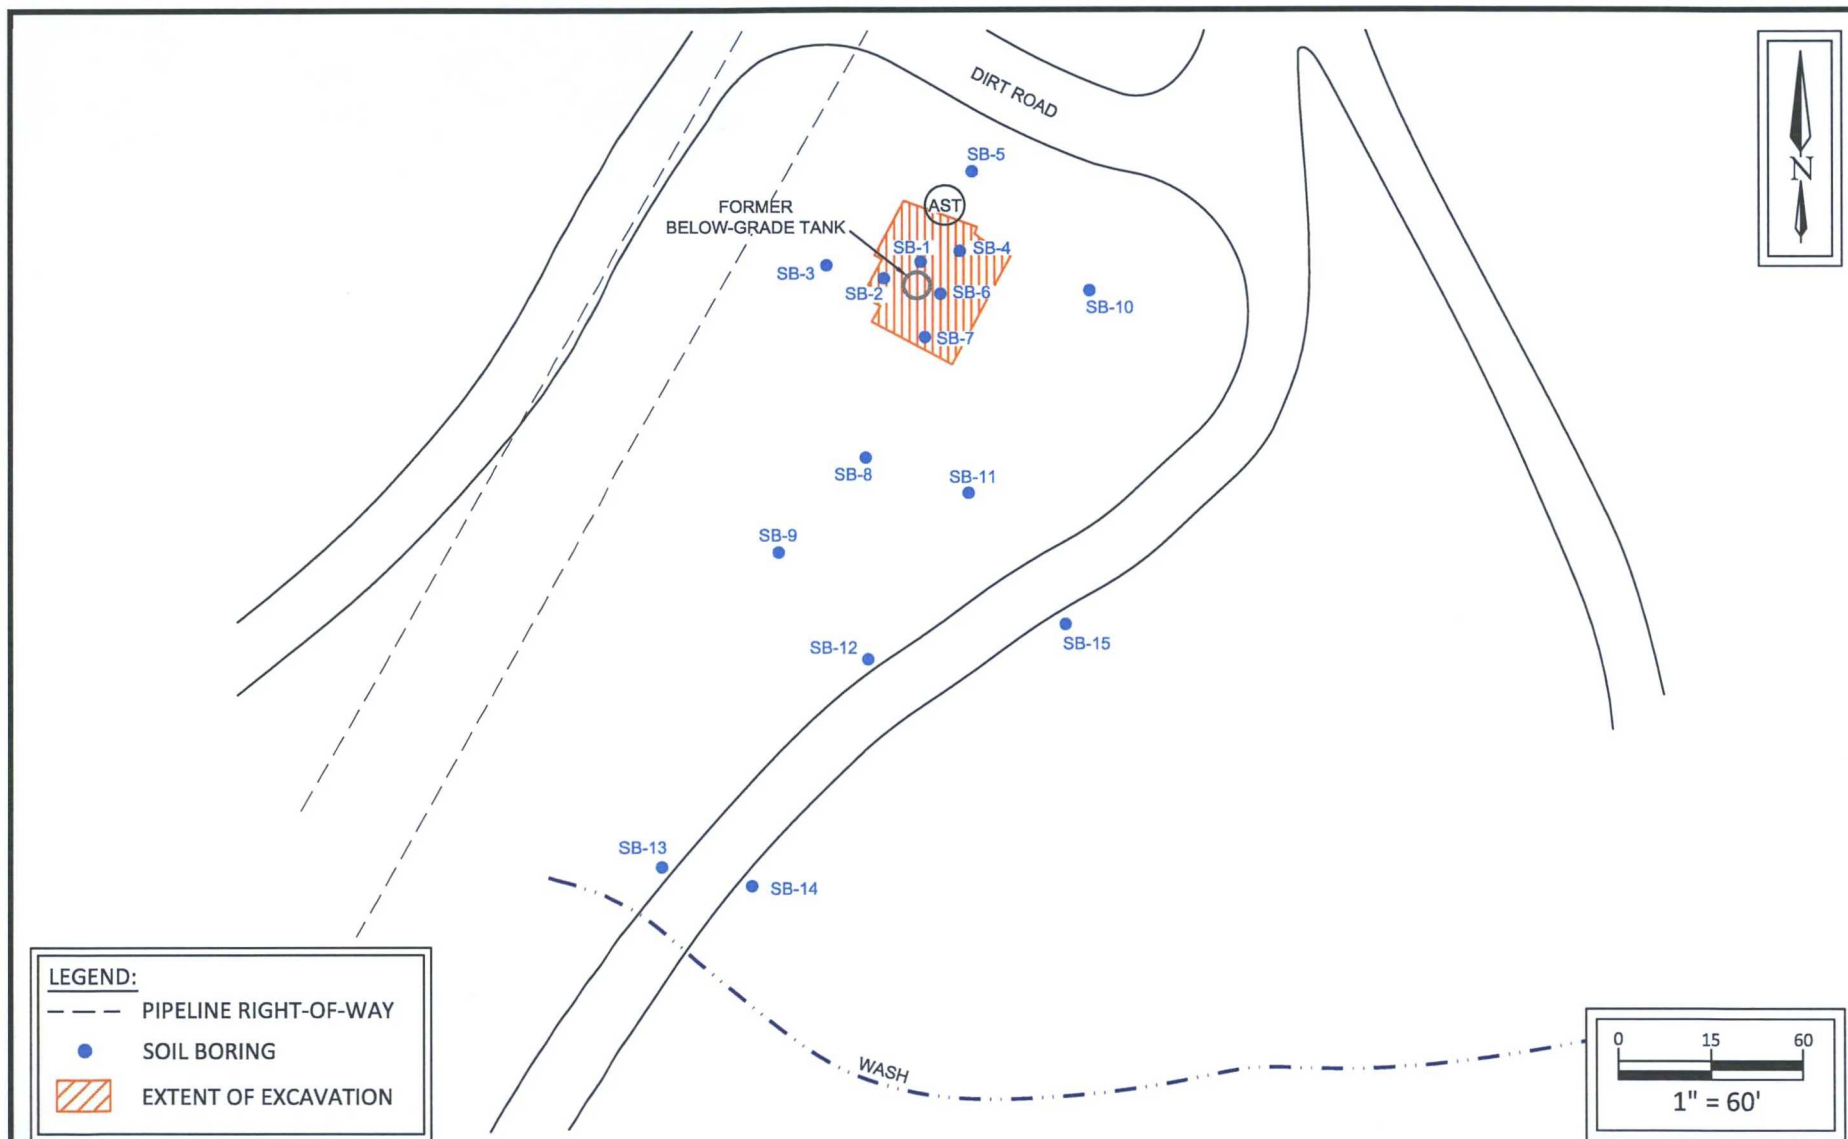 DIRT ROAD
N
SB-5
AST
FORMER
BELOW-GRADE TANK
SB-1
SB-4
SB-3
SB-2
SB-6
SB-10
SB-7
SB-8
SB-11
SB-9
SB-12
SB-15
SB-13
SB-14
WASH
LEGEND:
PIPELINE RIGHT-OF-WAY
SOIL BORING
EXTENT OF EXCAVATION
0 15 60
1" = 60'